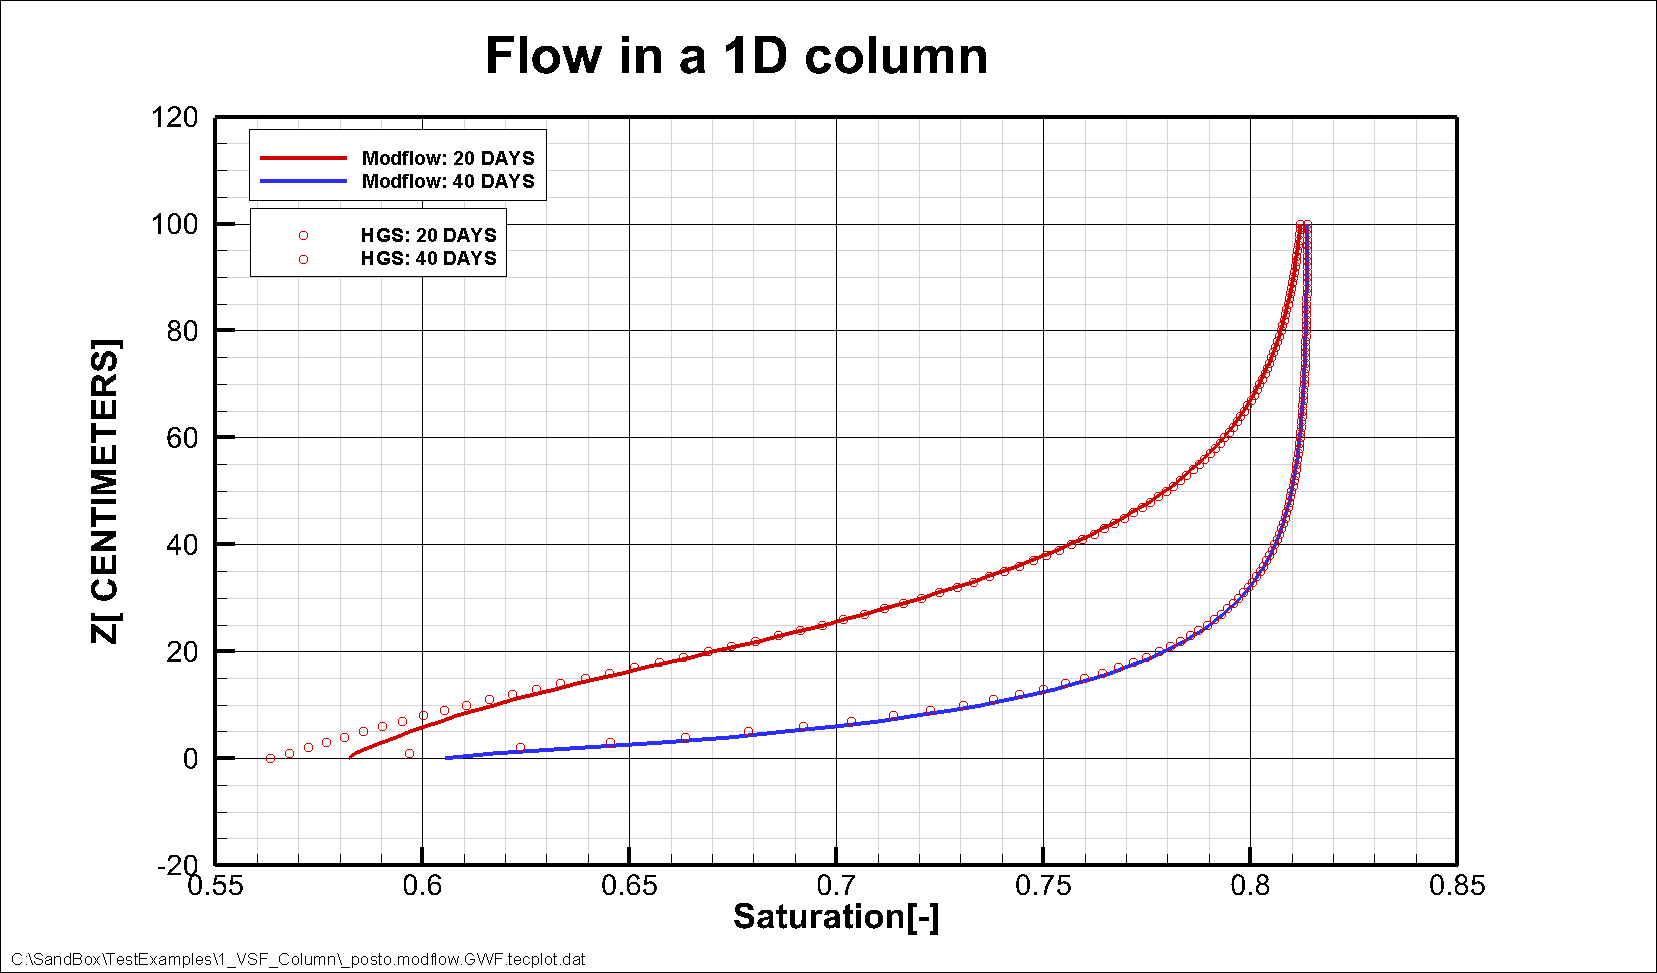 Flow in a 1D column
120
100
80
60
40
20
0
-20
Z[ CENTIMETERS]
Modflow: 20 DAYS
Modflow: 40 DAYS
HGS: 20 DAYS
HGS: 40 DAYS
0.55 0.6 0.65 0.7 0.75 0.8 0.85
Saturation[-]
C:\SandBox\TestExamples\1_VSF_Column\_posto.modflow.GWF.tecplot.dat